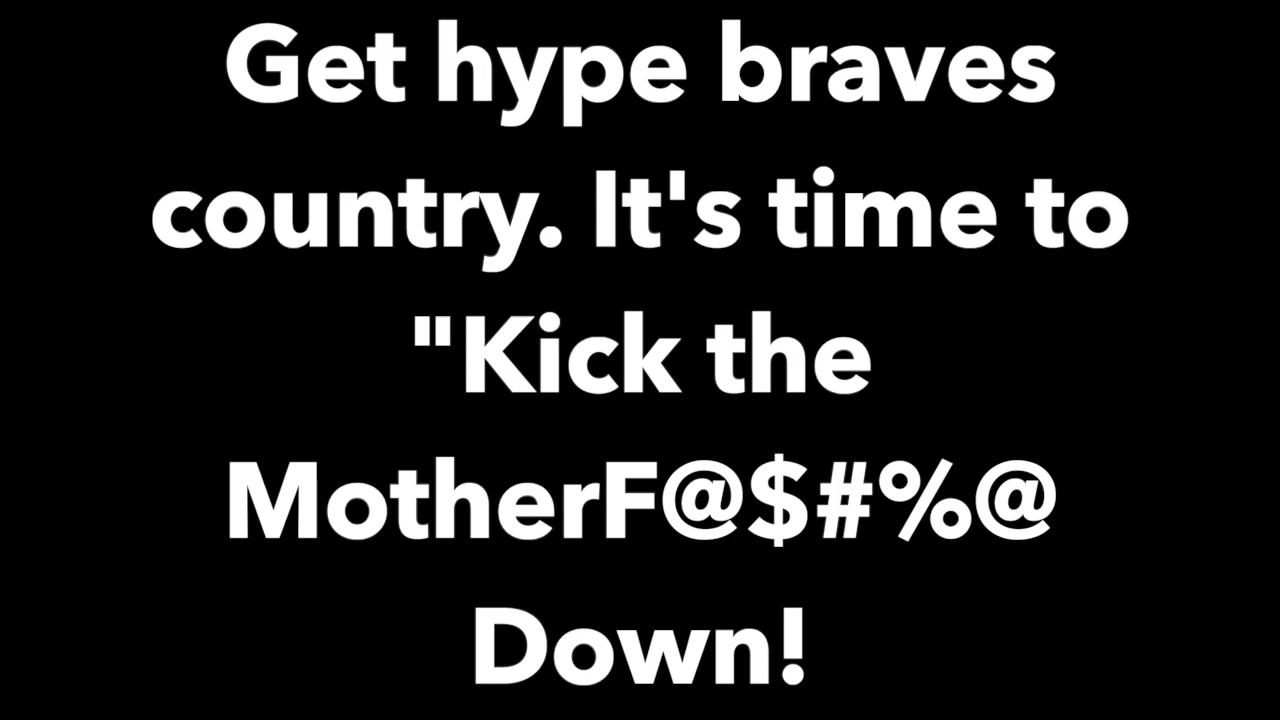 Get hype braves
country. It's time to
"Kick the
MotherF@$#%@
Down!